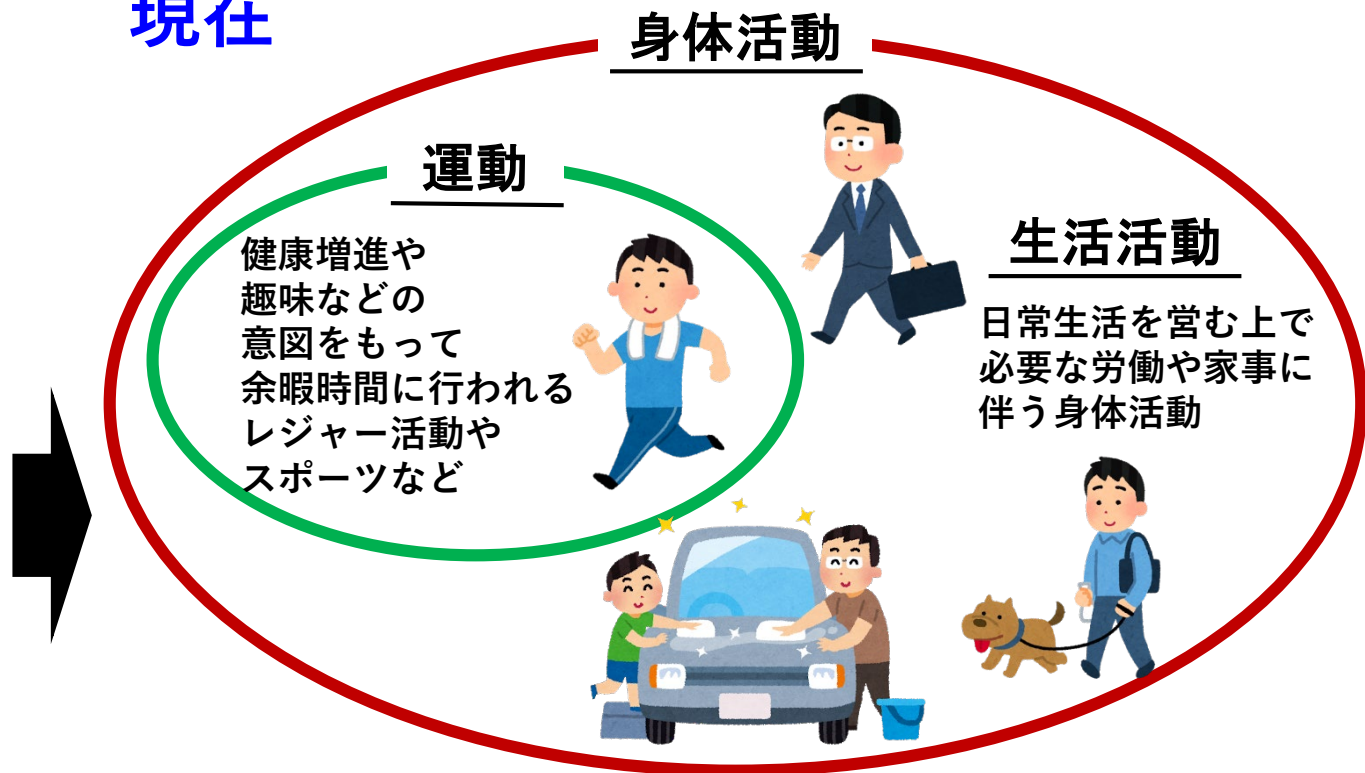 現在
身体活動
運動
健康増進や
趣味などの
意図をもって
余暇時間に行われる
レジャー活動や
スポーツなど
生活活動
日常生活を営む上で
必要な労働や家事に
伴う身体活動